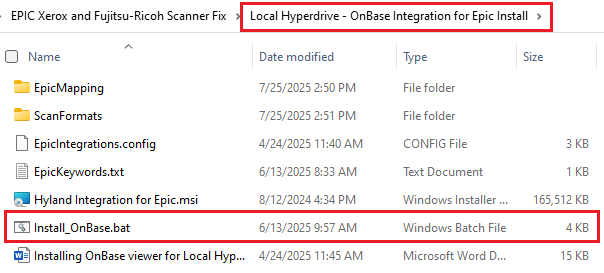 EPIC Xerox and Fujitsu-Ricoh Scanner Fix > Local Hyperdrive - OnBase Integration for Epic Install >
Name Date modified Type Size
EpicMapping 7/25/2025 2:50 PM File folder
ScanFormats 7/25/2025 2:51 PM File folder
EpicIntegrations.config 4/24/2025 11:40 AM CONFIG File 3 KB
EpicKeywords.txt 6/13/2025 8:33 AM Text Document 1 KB
Hyland Integration for Epic.msi 8/12/2024 4:34 PM Windows Installer ... 165,512 KB
Install_OnBase.bat 6/13/2025 9:57 AM Windows Batch File 4 KB
Installing OnBase viewer for Local Hyp... 4/24/2025 11:45 AM Microsoft Word D... 15 KB